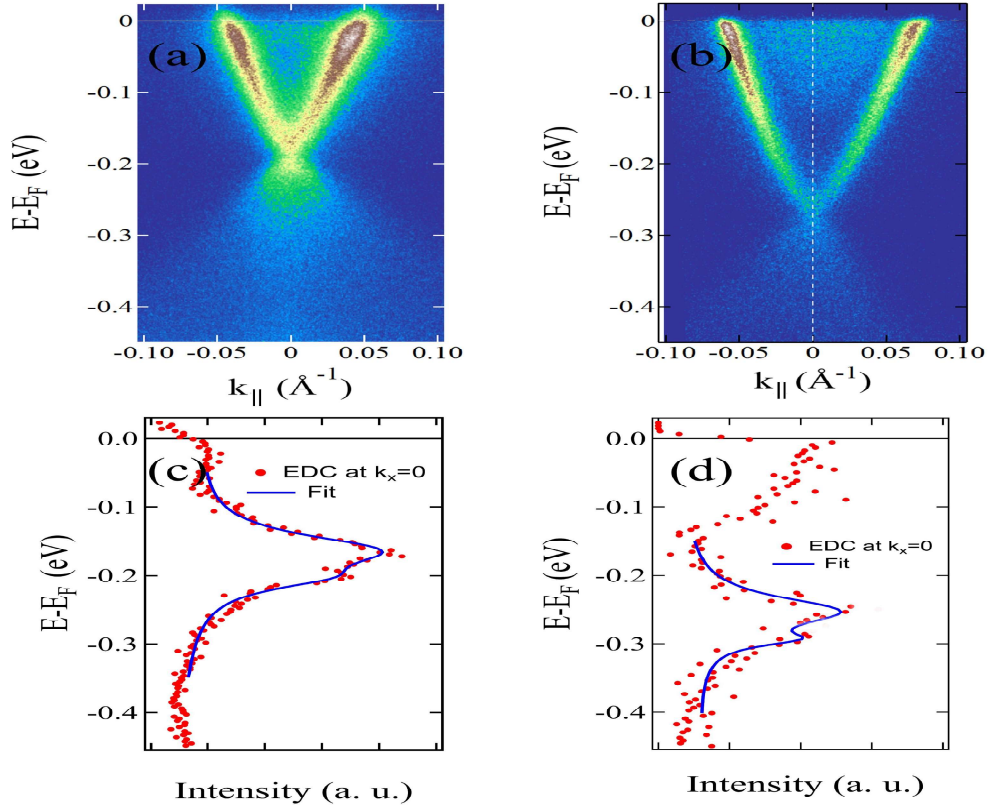 (a)
0
-0.1
-0.2
-0.3
-0.4
E-E_F (eV)
-0.10 -0.05 0 0.05 0.10
k_|| (Å^-1)
(b)
0
-0.1
-0.2
-0.3
-0.4
E-E_F (eV)
-0.10 -0.05 0 0.05 0.10
k_|| (Å^-1)
(c)
0.0
-0.1
-0.2
-0.3
-0.4
E-E_F (eV)
EDC at k_x=0
Fit
(d)
0.0
-0.1
-0.2
-0.3
-0.4
E-E_F (eV)
EDC at k_x=0
Fit
Intensity (a. u.)
Intensity (a. u.)